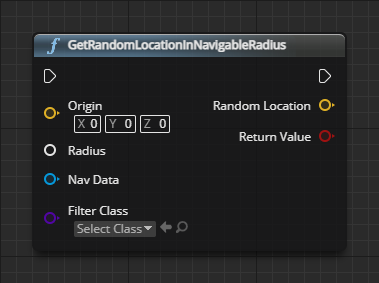 f GetRandomLocationInNavigableRadius
Origin
X 0 Y 0 Z 0
Random Location
Return Value
Radius
Nav Data
Filter Class
Select Class